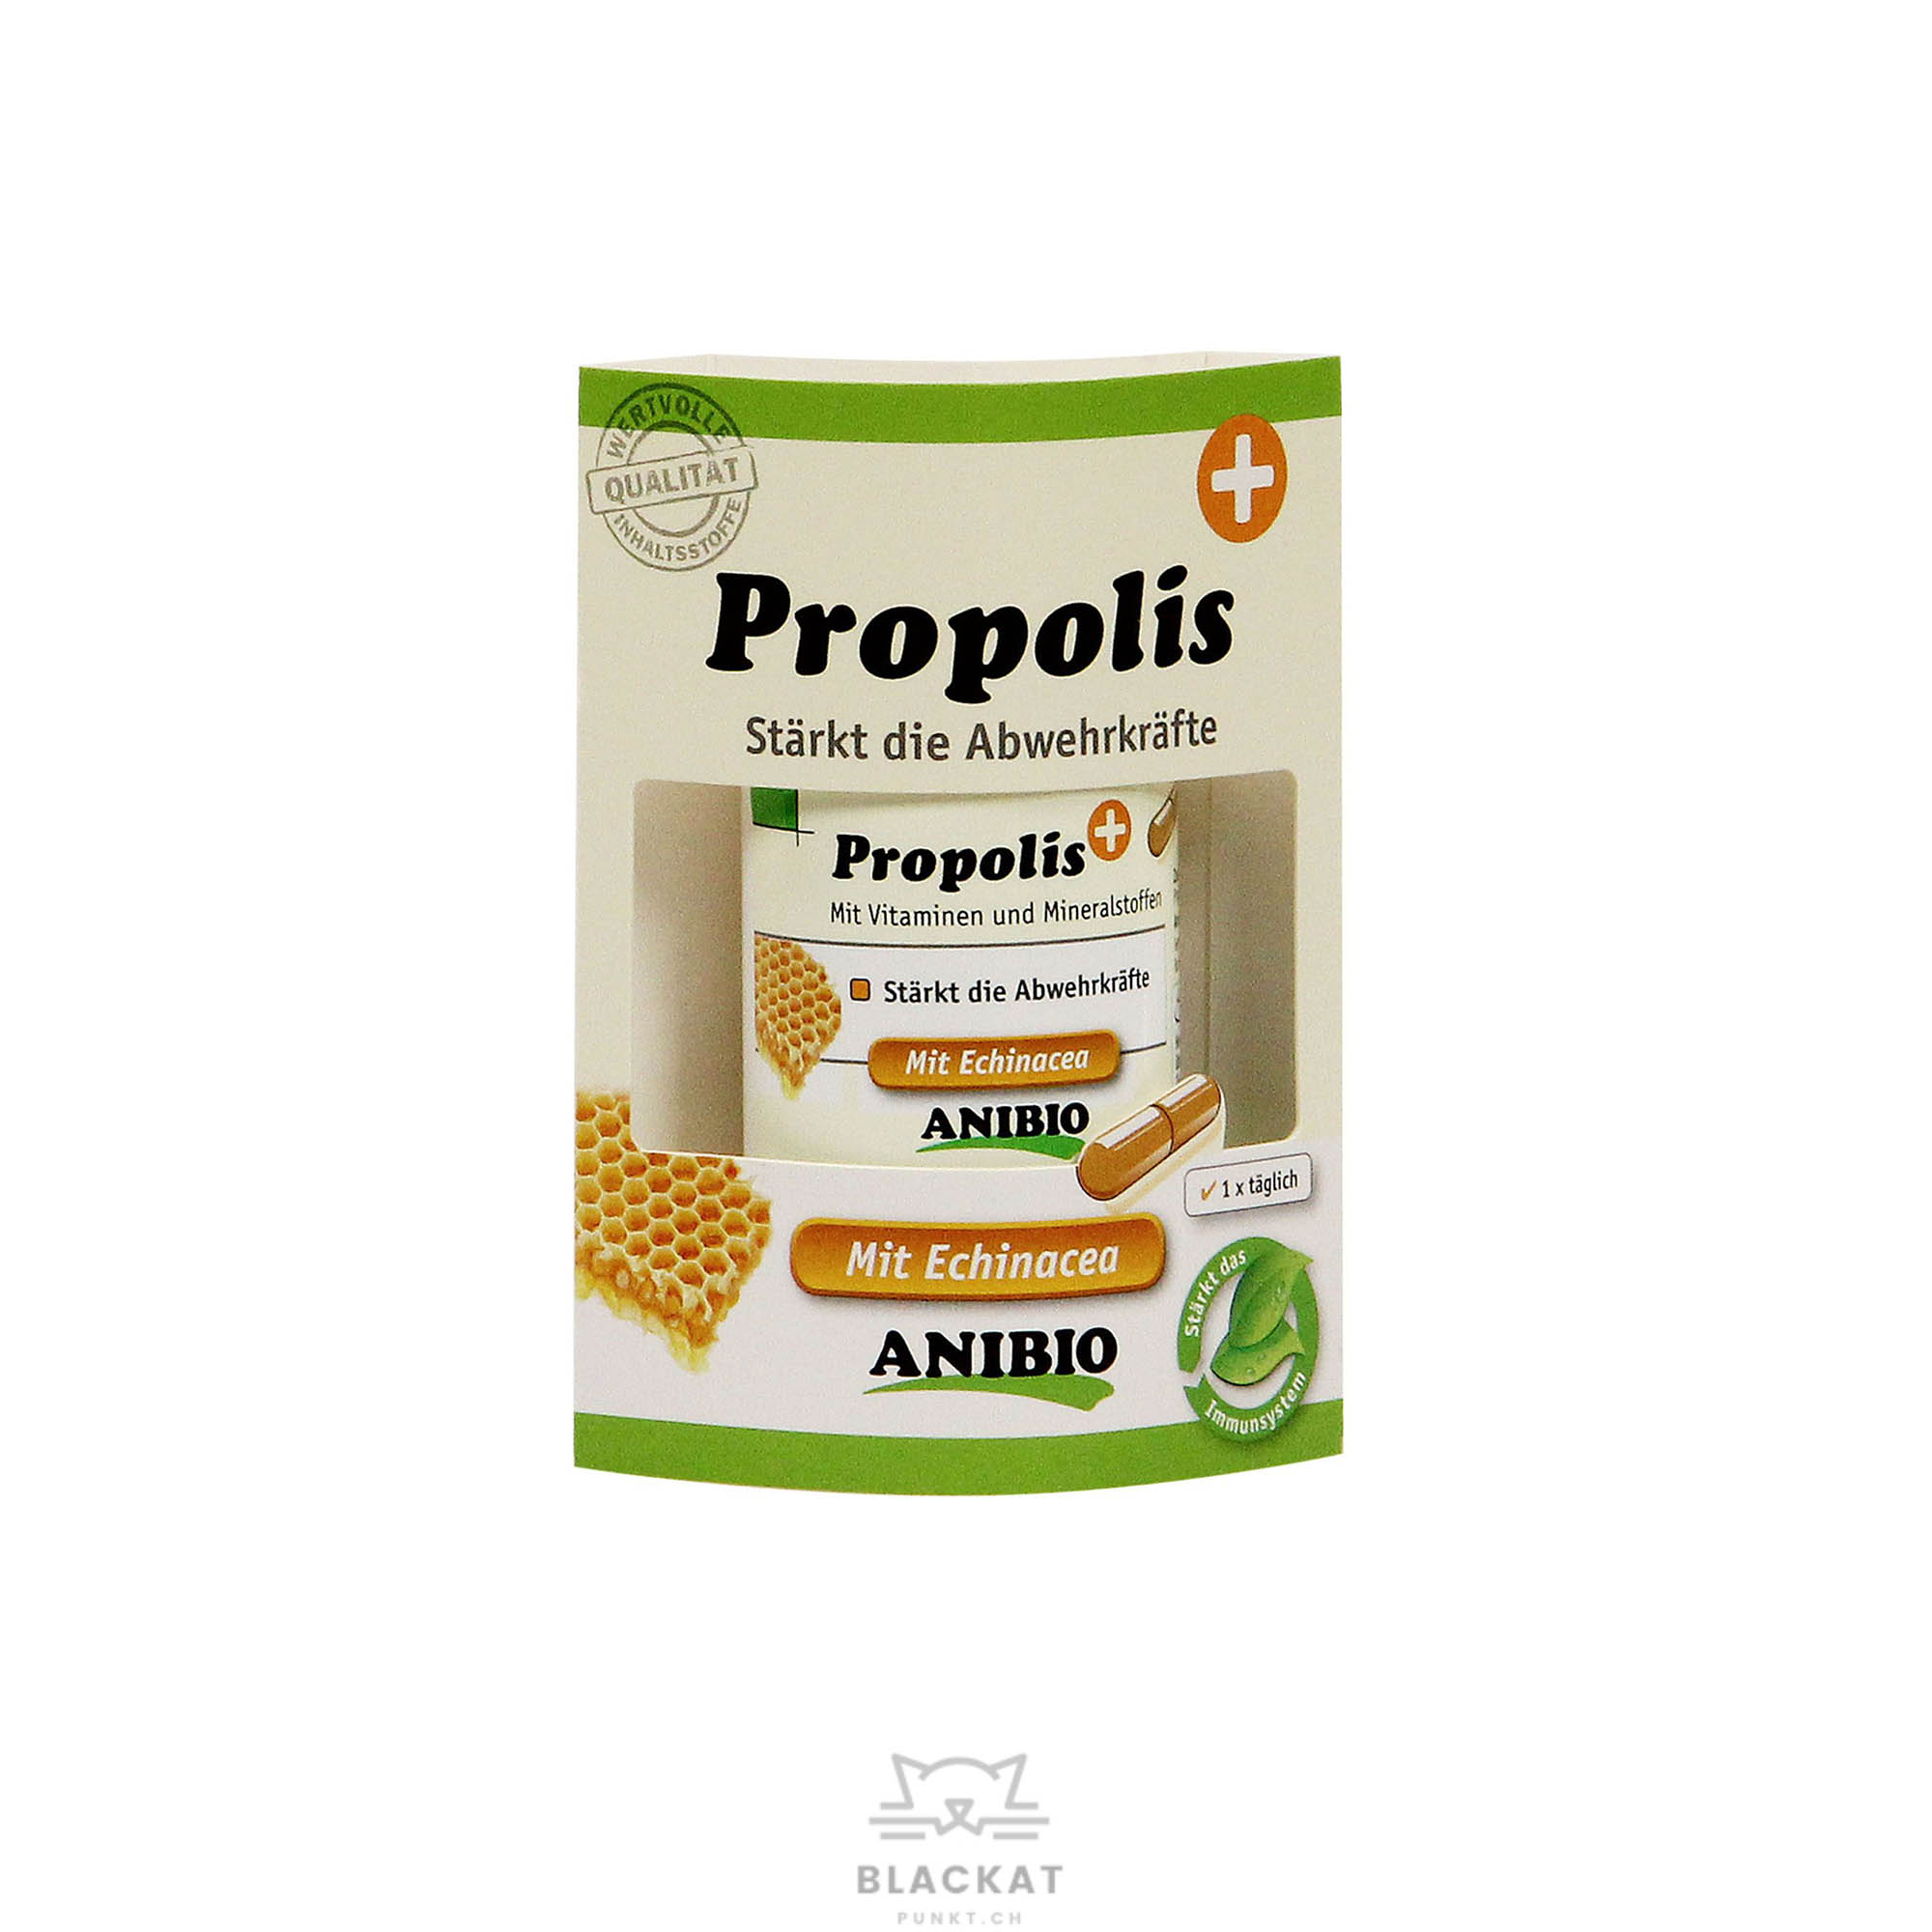 WERTVOLLE
QUALITÄT
INHALTSSTOFFE
Propolis
Stärkt die Abwehrkräfte
Propolis
Mit Vitaminen und Mineralstoffen
Stärkt die Abwehrkräfte
Mit Echinacea
ANIBIO
1 x täglich
Mit Echinacea
Stärkt das
Immunsystem
ANIBIO
BLACKAT
PUNKT.CH